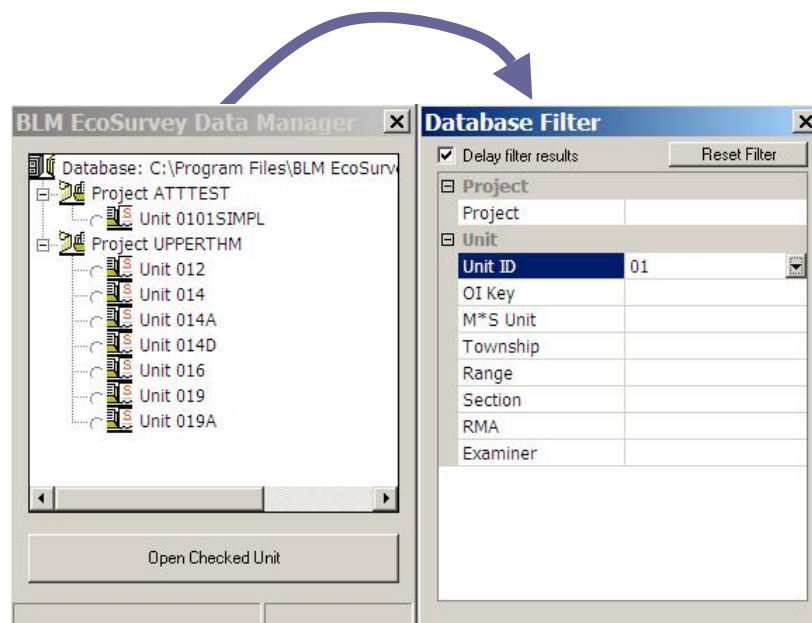 BLM EcoSurvey Data Manager
Database: C:\Program Files\BLM EcoSurv
Project ATTTEST
Unit 0101SIMPL
Project UPPERTHM
Unit 012
Unit 014
Unit 014A
Unit 014D
Unit 016
Unit 019
Unit 019A
Open Checked Unit
Database Filter
Delay filter results
Reset Filter
Project
Project
Unit
Unit ID 01
OI Key
M*S Unit
Township
Range
Section
RMA
Examiner